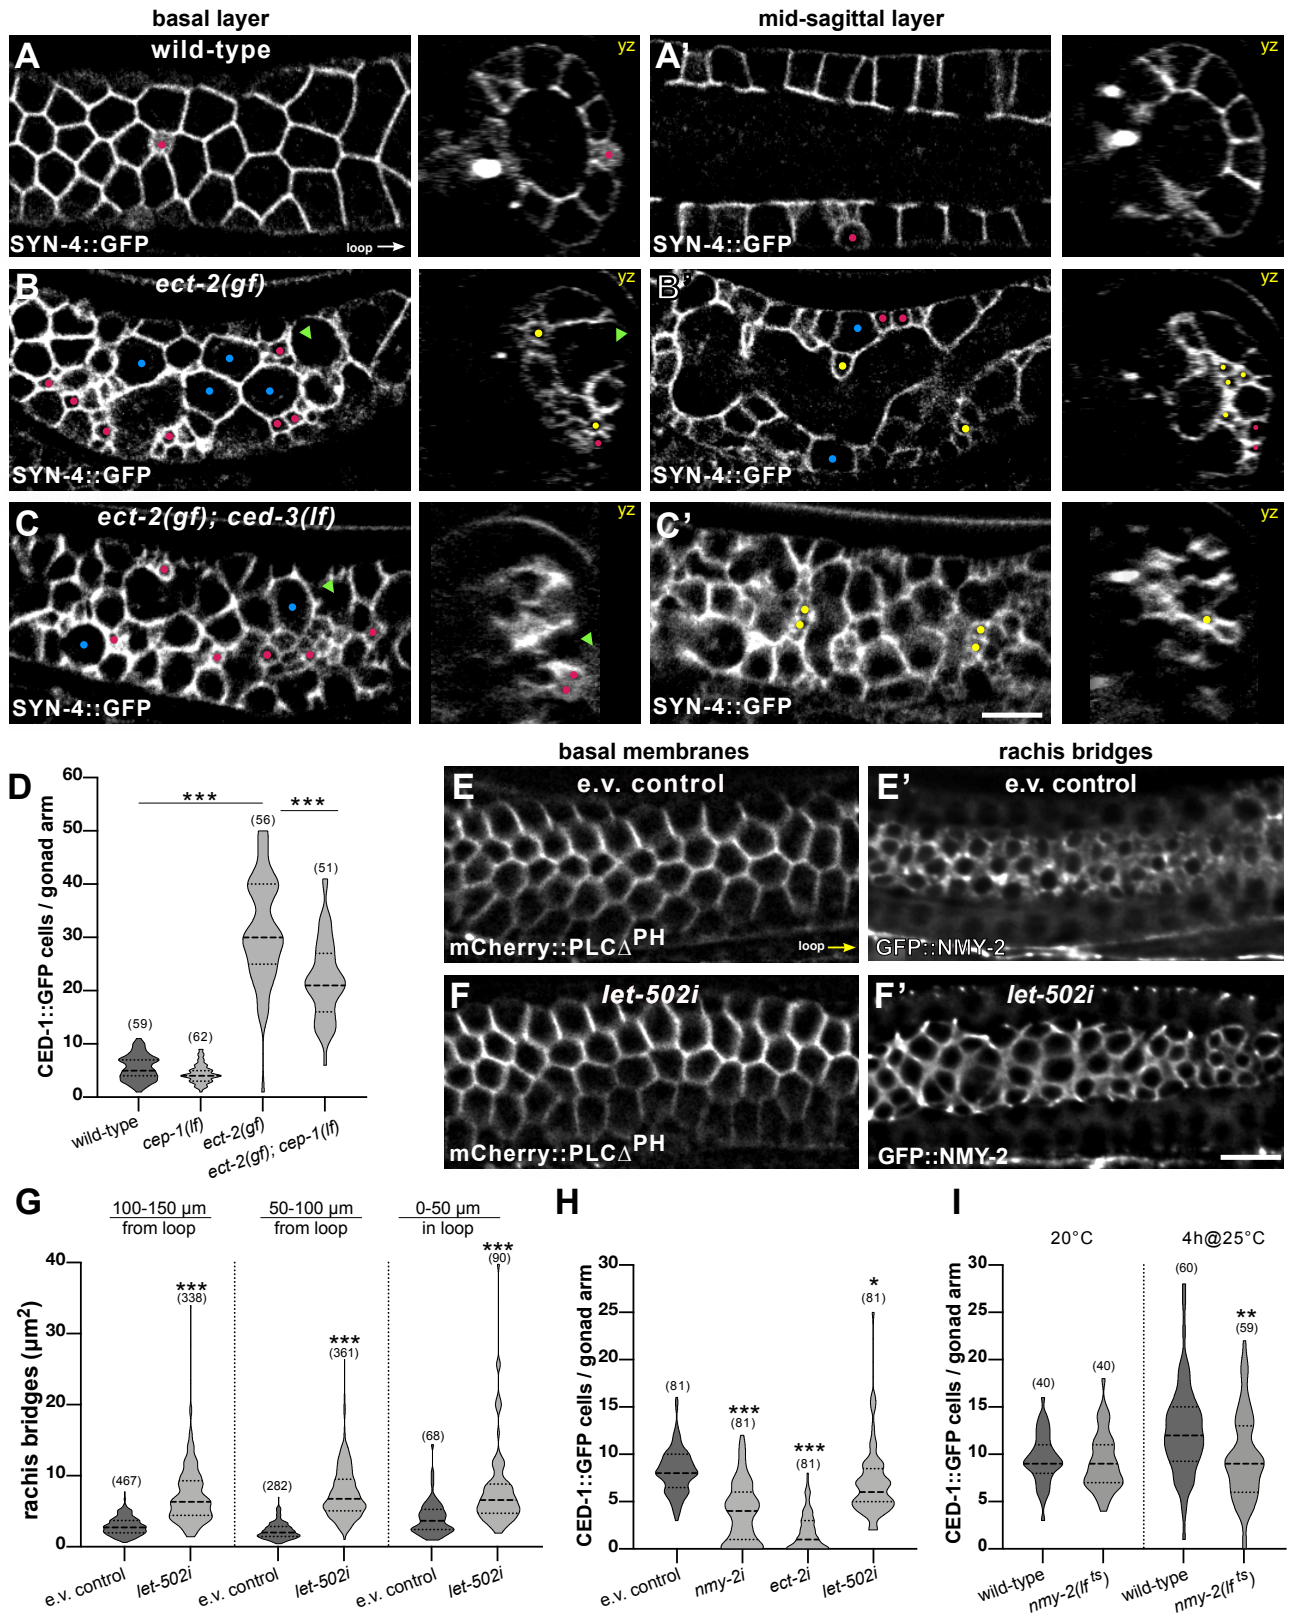 basal layer
mid-sagittal layer
A
wild-type
yz
A'
yz
SYN-4::GFP
loop
SYN-4::GFP
B
ect-2(gf)
yz
B'
yz
SYN-4::GFP
SYN-4::GFP
C
ect-2(gf); ced-3(lf)
yz
C'
yz
SYN-4::GFP
SYN-4::GFP
basal membranes
rachis bridges
D
CED-1::GFP cells / gonad arm
60
50
40
30
20
10
0
***
***
(59)
(62)
(56)
(51)
wild-type
cep-1(lf)
ect-2(gf)
ect-2(gf); cep-1(lf)
E
e.v. control
mCherry::PLCΔPH
loop
E'
e.v. control
GFP::NMY-2
F
let-502i
mCherry::PLCΔPH
F'
let-502i
GFP::NMY-2
G
100-150 µm
from loop
50-100 µm
from loop
0-50 µm
in loop
rachis bridges (µm²)
40
30
20
10
0
(467)
***
(338)
(282)
***
(361)
(68)
***
(90)
e.v. control
let-502i
e.v. control
let-502i
e.v. control
let-502i
H
CED-1::GFP cells / gonad arm
30
25
20
15
10
5
0
(81)
***
(81)
***
(81)
*
(81)
e.v. control
nmy-2i
ect-2i
let-502i
I
20°C
4h@25°C
CED-1::GFP cells / gonad arm
30
25
20
15
10
5
0
(40)
(40)
(60)
**
(59)
wild-type
nmy-2(lf ts)
wild-type
nmy-2(lf ts)